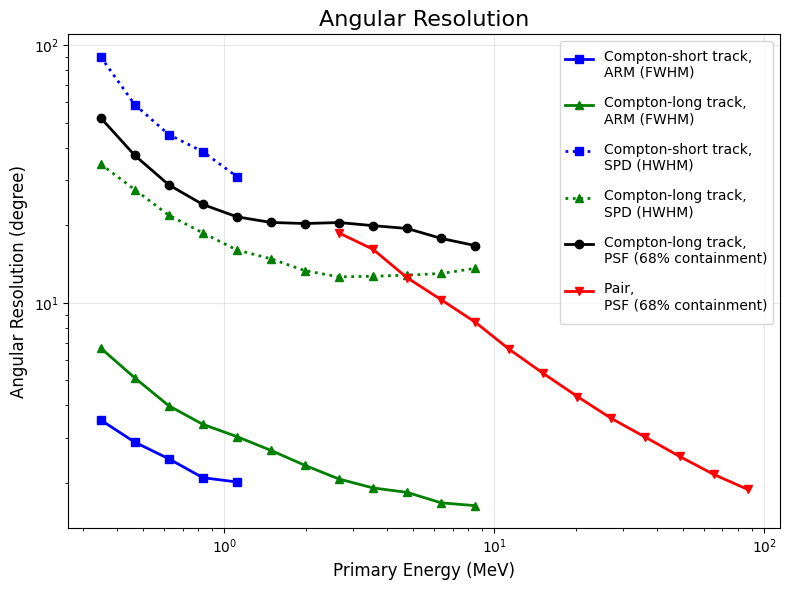 Angular Resolution
Angular Resolution (degree)
10²
10¹
Compton-short track,
ARM (FWHM)
Compton-long track,
ARM (FWHM)
Compton-short track,
SPD (HWHM)
Compton-long track,
SPD (HWHM)
Compton-long track,
PSF (68% containment)
Pair,
PSF (68% containment)
10⁰ 10¹ 10²
Primary Energy (MeV)